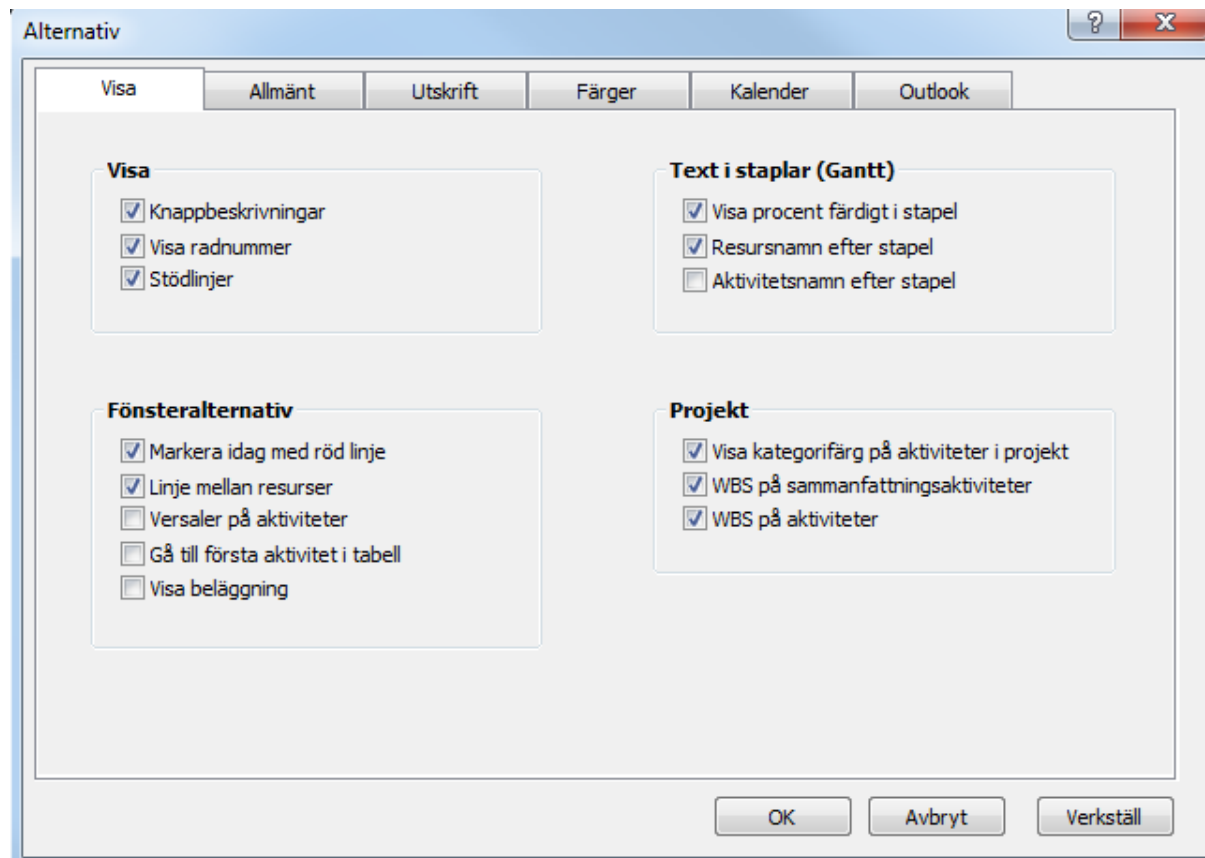 Alternativ
Visa Allmänt Utskrift Färger Kalender Outlook
Visa
Knappbeskrivningar
Visa radnummer
Stödlinjer
Text i staplar (Gantt)
Visa procent färdigt i stapel
Resursnamn efter stapel
Aktivitetsnamn efter stapel
Fönsteralternativ
Markera idag med röd linje
Linje mellan resurser
Versaler på aktiviteter
Gå till första aktivitet i tabell
Visa beläggning
Projekt
Visa kategorifärg på aktiviteter i projekt
WBS på sammanfattningsaktiviteter
WBS på aktiviteter
OK Avbryt Verkställ